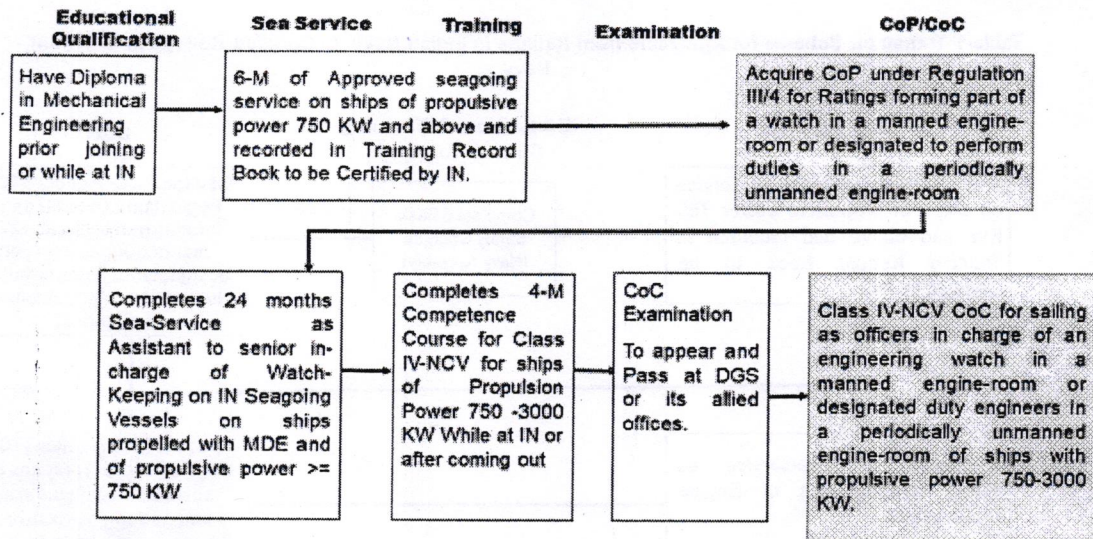 Educational Qualification
Sea Service
Training
Examination
CoP/CoC
Have Diploma
in Mechanical
Engineering
prior joining
or while at IN
6-M of Approved seagoing
service on ships of propulsive
power 750 KW and above and
recorded in Training Record
Book to be Certified by IN.
Acquire CoP under Regulation
III/4 for Ratings forming part of
a watch in a manned engine-
room or designated to perform
duties in a periodically
unmanned engine-room
Completes 24 months
Sea-Service as
Assistant to senior in-
charge of Watch-
Keeping on IN Seagoing
Vessels on ships
propelled with MDE and
of propulsive power >=
750 KW.
Completes 4-M
Competence
Course for Class
IV-NCV for ships
of Propulsion
Power 750 -3000
KW While at IN or
after coming out
CoC
Examination
To appear and
Pass at DGS
or its allied
offices.
Class IV-NCV CoC for sailing
as officers in charge of an
engineering watch in a
manned engine-room or
designated duty engineers in
a periodically unmanned
engine-room of ships with
propulsive power 750-3000
KW.